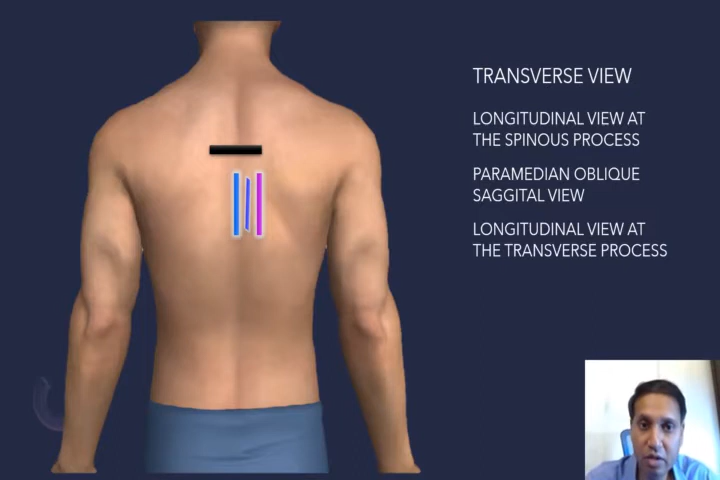 TRANSVERSE VIEW
LONGITUDINAL VIEW AT
THE SPINOUS PROCESS
PARAMEDIAN OBLIQUE
SAGGITAL VIEW
LONGITUDINAL VIEW AT
THE TRANSVERSE PROCESS